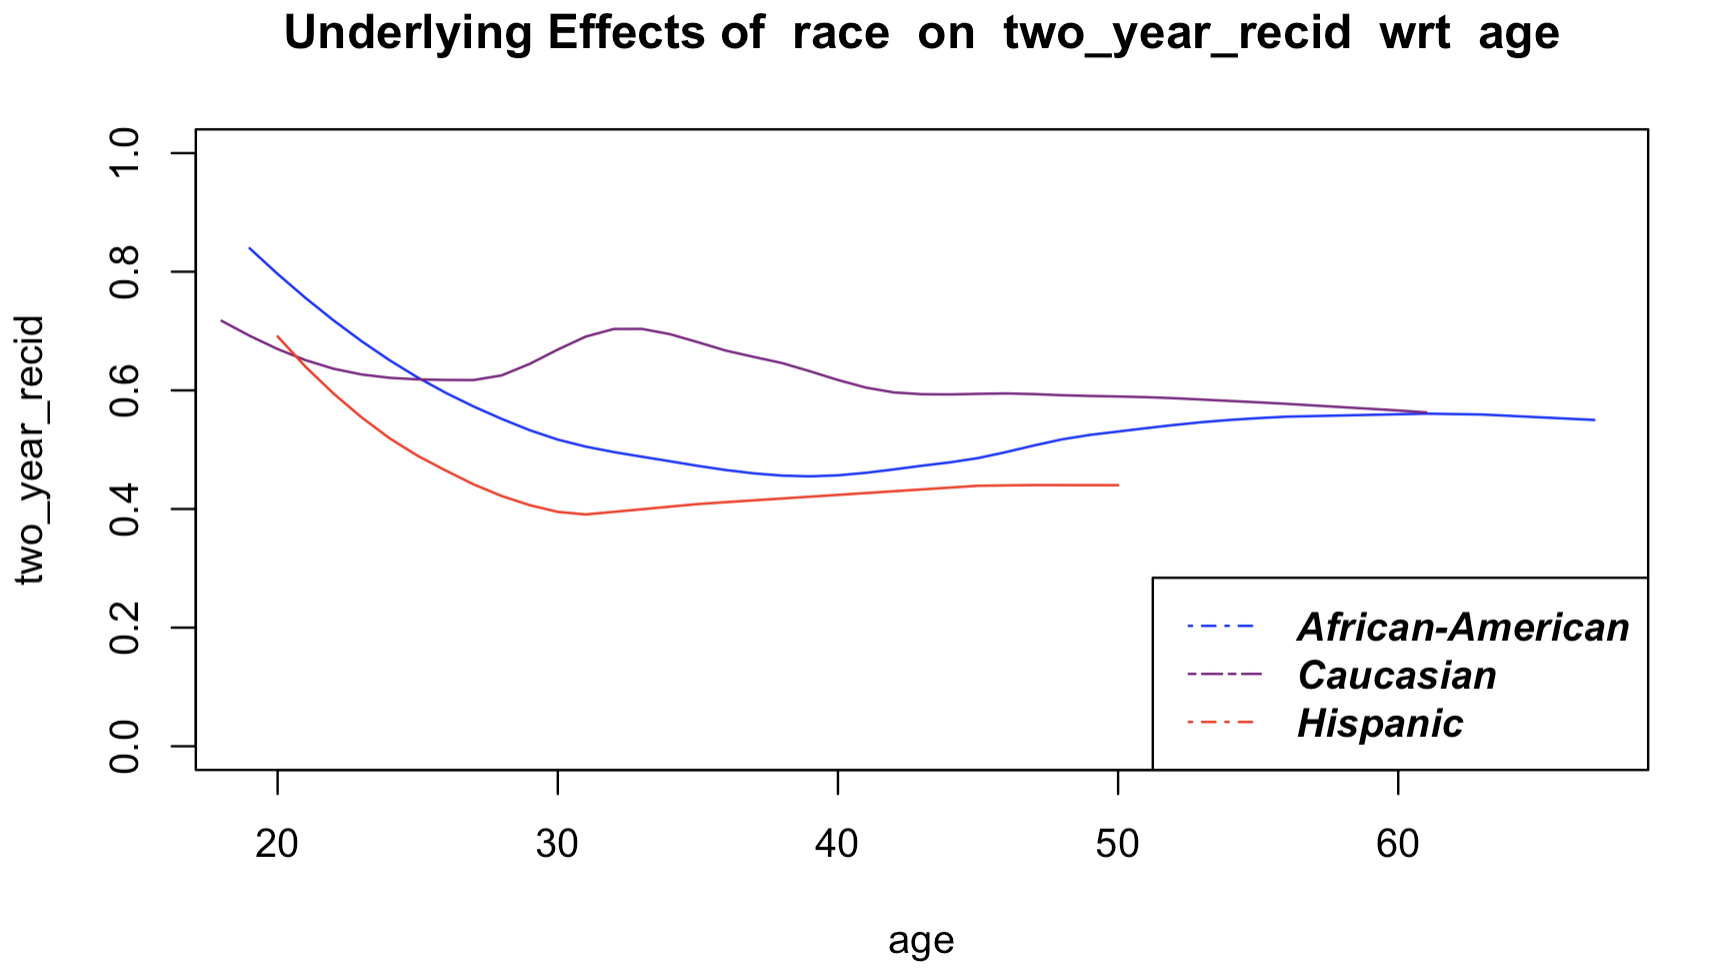 Underlying Effects of race on two_year_recid wrt age
two_year_recid
1.0
0.8
0.6
0.4
0.2
0.0
African-American
Caucasian
Hispanic
20 30 40 50 60
age